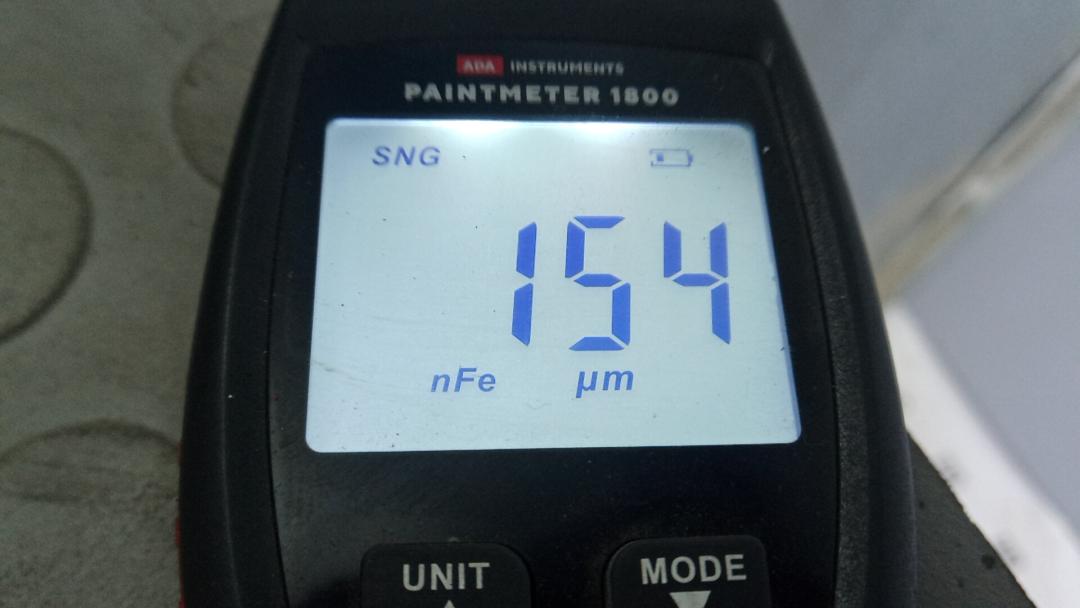 ADA INSTRUMENTS
PAINTMETER 1800
SNG
154
nFe µm
UNIT MODE